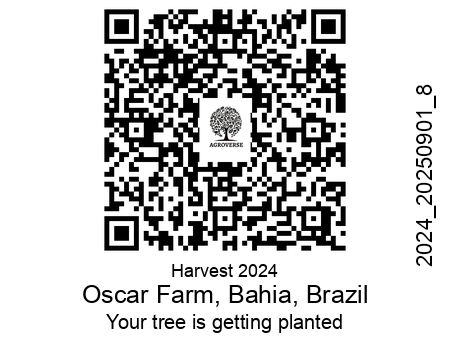 AGROVERSE
Harvest 2024
Oscar Farm, Bahia, Brazil
Your tree is getting planted
2024_20250901_8